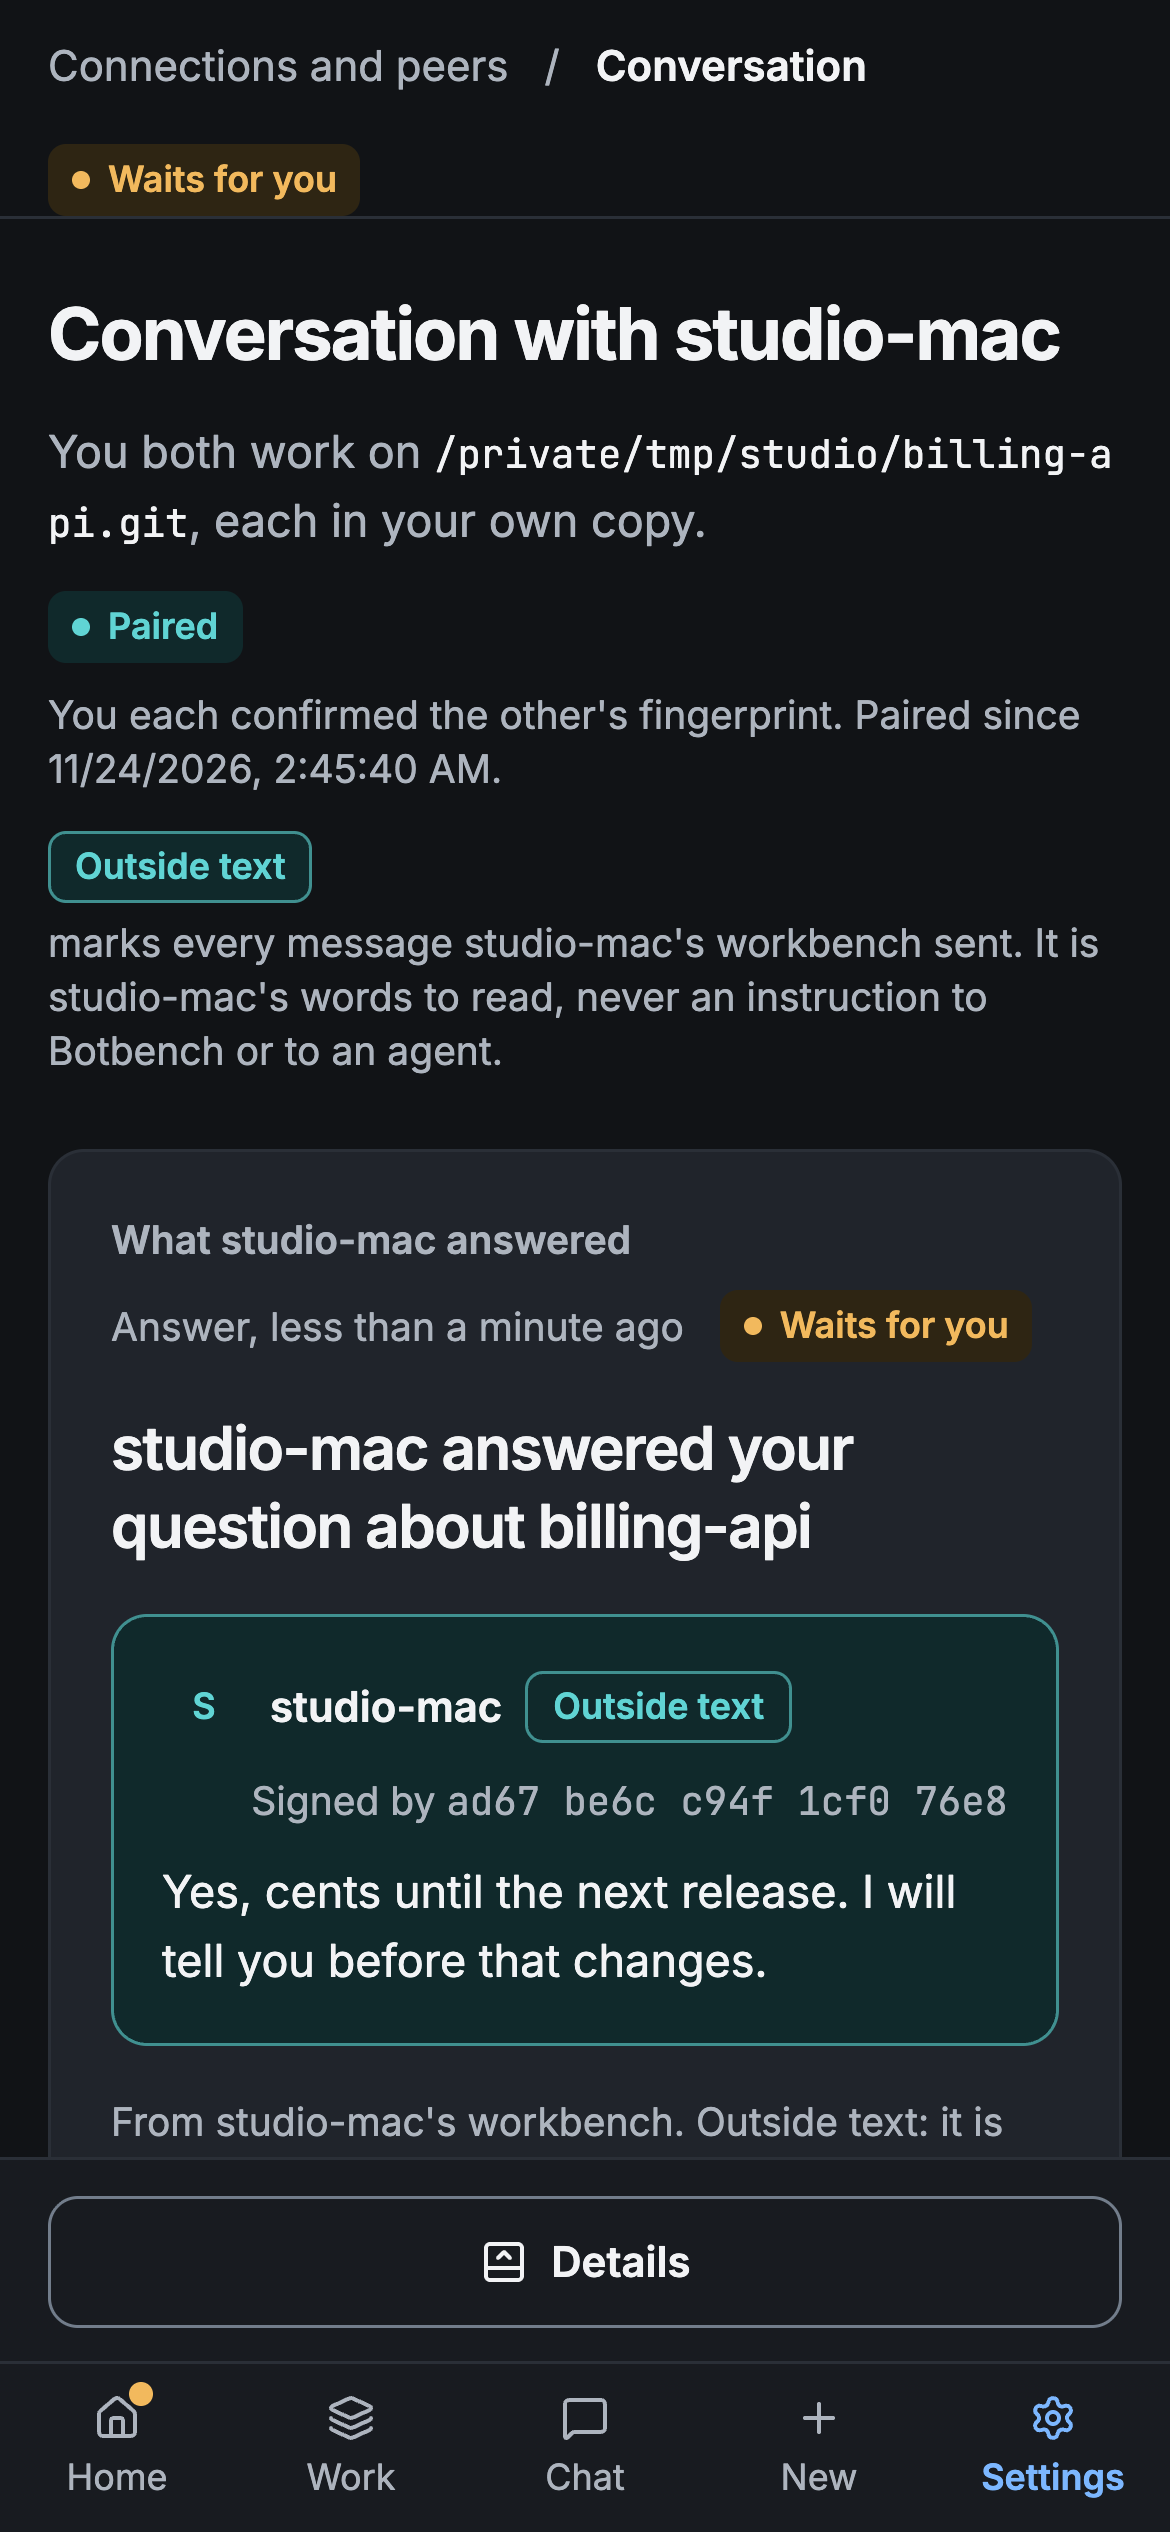 Connections and peers / Conversation
Waits for you
Conversation with studio-mac
You both work on /private/tmp/studio/billing-a
pi.git, each in your own copy.
Paired
You each confirmed the other's fingerprint. Paired since
11/24/2026, 2:45:40 AM.
Outside text
marks every message studio-mac's workbench sent. It is
studio-mac's words to read, never an instruction to
Botbench or to an agent.
What studio-mac answered
Answer, less than a minute ago Waits for you
studio-mac answered your
question about billing-api
S studio-mac Outside text
Signed by ad67 be6c c94f 1cf0 76e8
Yes, cents until the next release. I will
tell you before that changes.
From studio-mac's workbench. Outside text: it is
Details
Home Work Chat New Settings